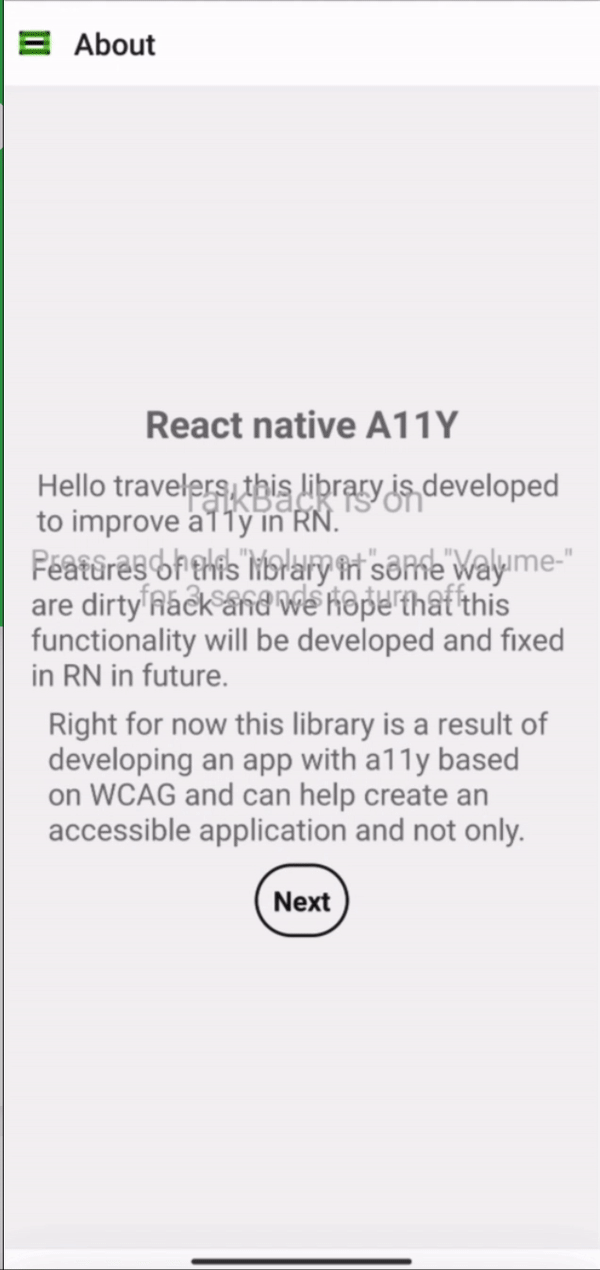 About
React native A11Y
Hello travelers, this library is developed
to improve a11y in RN.
TalkBack is on
Press and hold "Volume+" and "Volume-"
for 3 seconds to turn off
Features of this library in some way
are dirty hack and we hope that this
functionality will be developed and fixed
in RN in future.
Right for now this library is a result of
developing an app with a11y based
on WCAG and can help create an
accessible application and not only.
Next